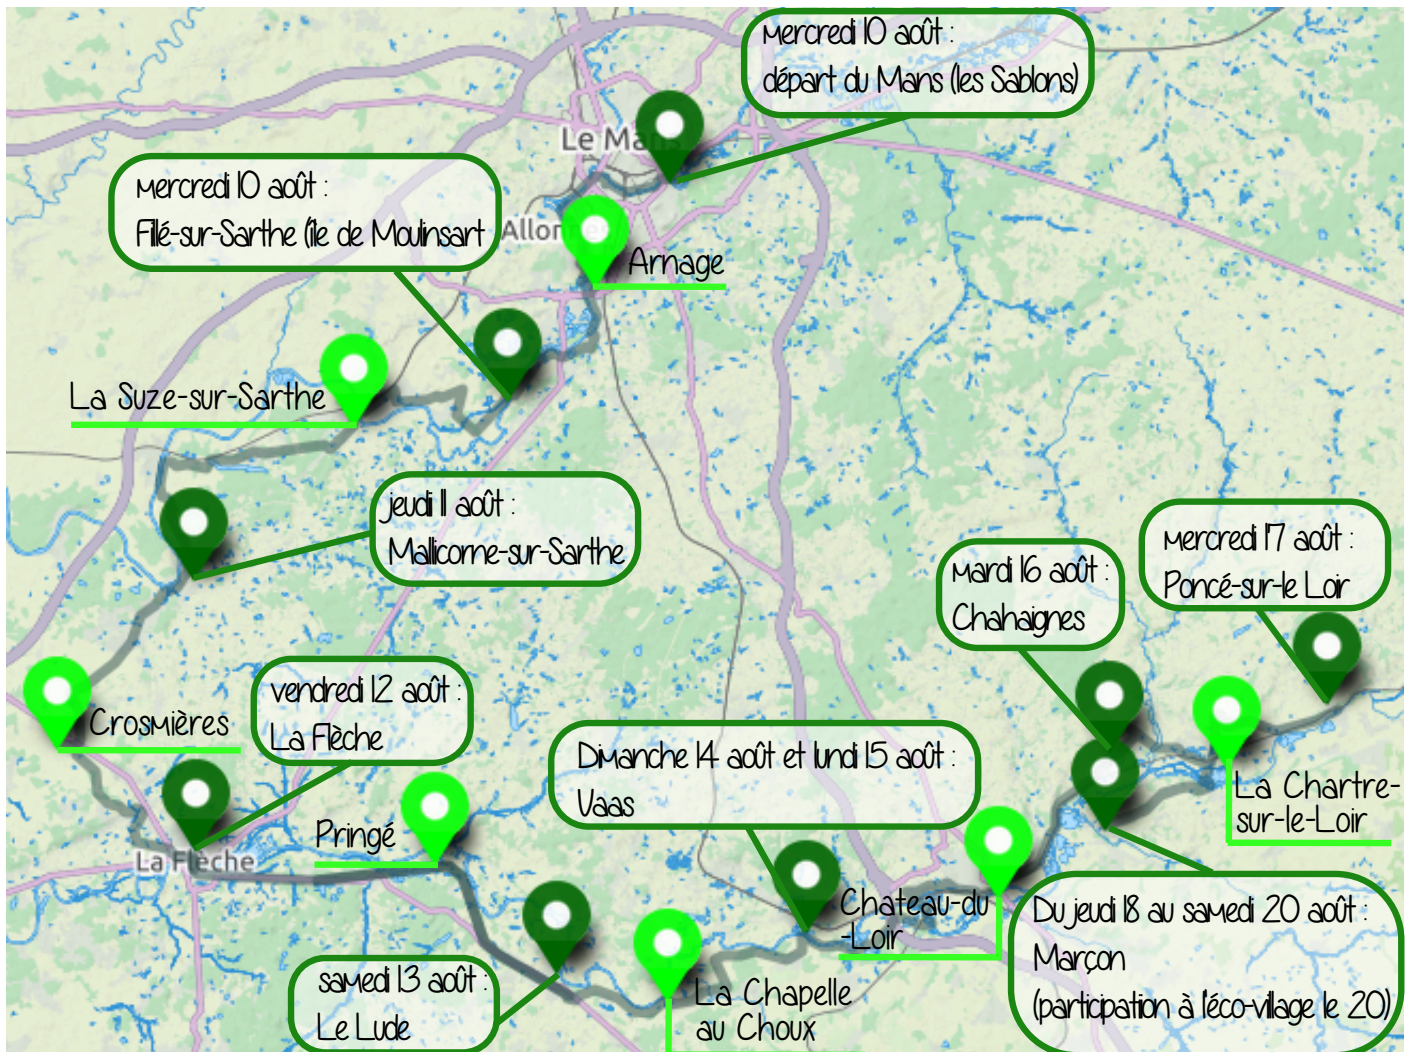 mercredi 10 août :
départ du Mans (les Sablons)
Le Mans
mercredi 10 août :
Fillé-sur-Sarthe (île de Moulinsart
Allonnes
Arnage
La Suze-sur-Sarthe
jeudi 11 août :
Mallicorne-sur-Sarthe
mercredi 17 août :
Poncé-sur-le Loir
mardi 16 août :
Chahaignes
vendredi 12 août :
La Flèche
Crosmières
Dimanche 14 août et lundi 15 août :
Vaas
La Chartre-
sur-le-Loir
Pringé
La Flèche
Chateau-du
-Loir
Du jeudi 18 au samedi 20 août :
Marçon
(participation à l'éco-village le 20)
samedi 13 août :
Le Lude
La Chapelle
au Choux